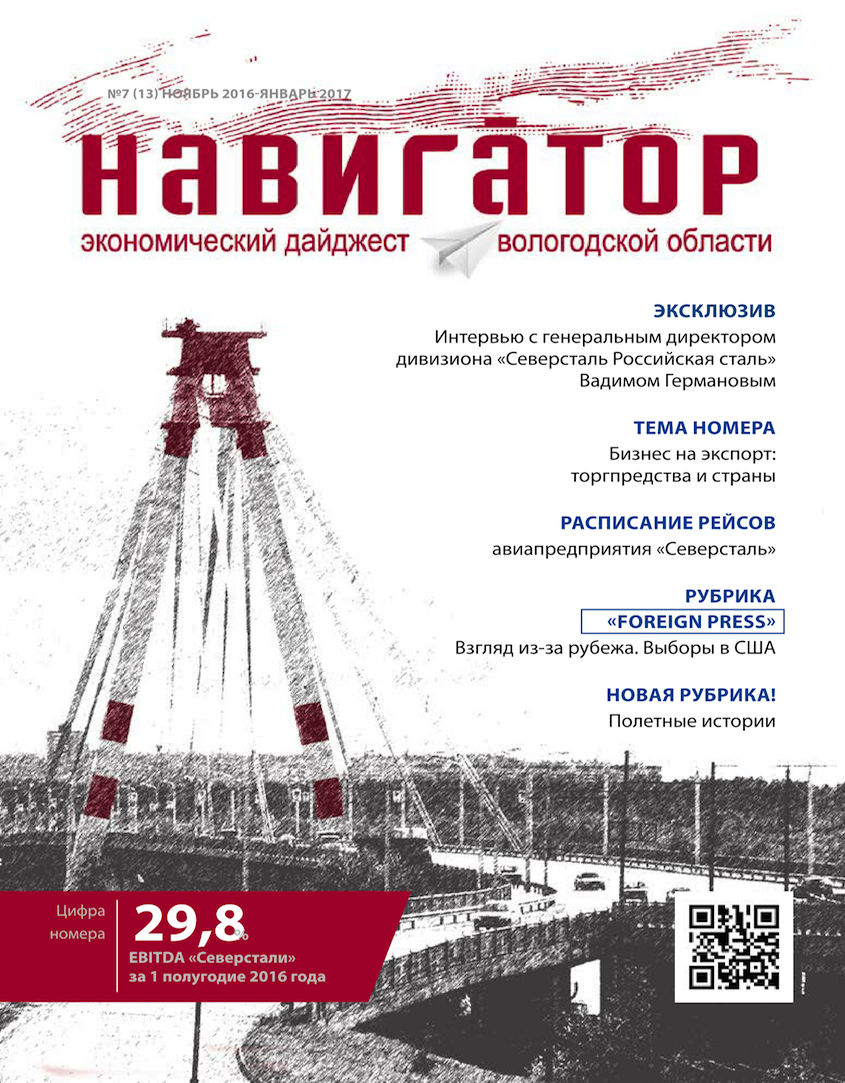 №7 (13) НОЯБРЬ 2016-ЯНВАРЬ 2017
навигатор
экономический дайджест вологодской области
ЭКСКЛЮЗИВ
Интервью с генеральным директором
дивизиона «Северсталь Российская сталь»
Вадимом Германовым
ТЕМА НОМЕРА
Бизнес на экспорт:
торгпредства и страны
РАСПИСАНИЕ РЕЙСОВ
авиапредприятия «Северсталь»
РУБРИКА
«FOREIGN PRESS»
Взгляд из-за рубежа. Выборы в США
НОВАЯ РУБРИКА!
Полетные истории
Цифра
номера
29,8%
EBITDA «Северстали»
за 1 полугодие 2016 года